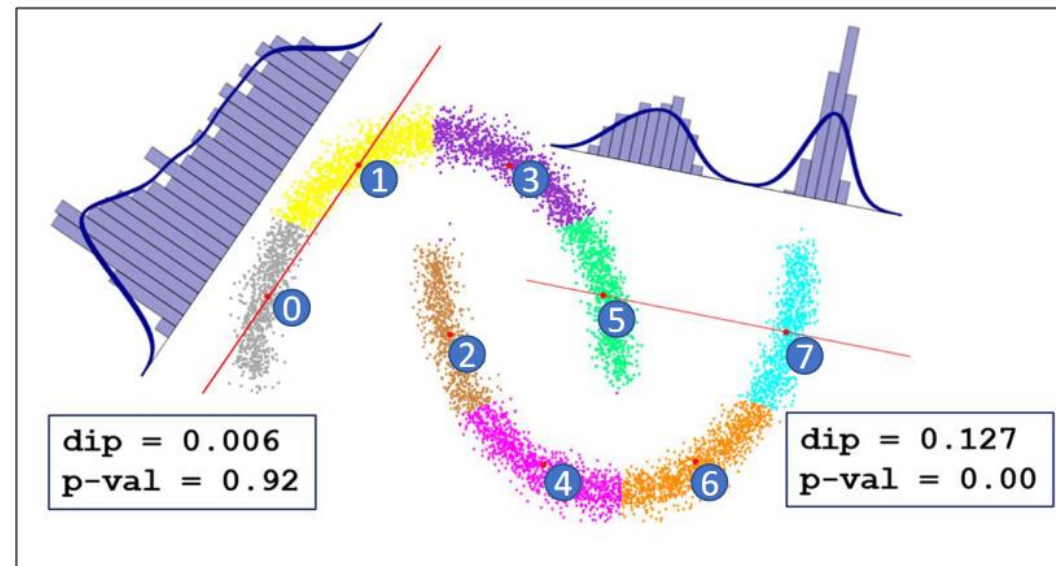 1
3
0
5
2
7
dip = 0.006
p-val = 0.92
dip = 0.127
p-val = 0.00
4
6